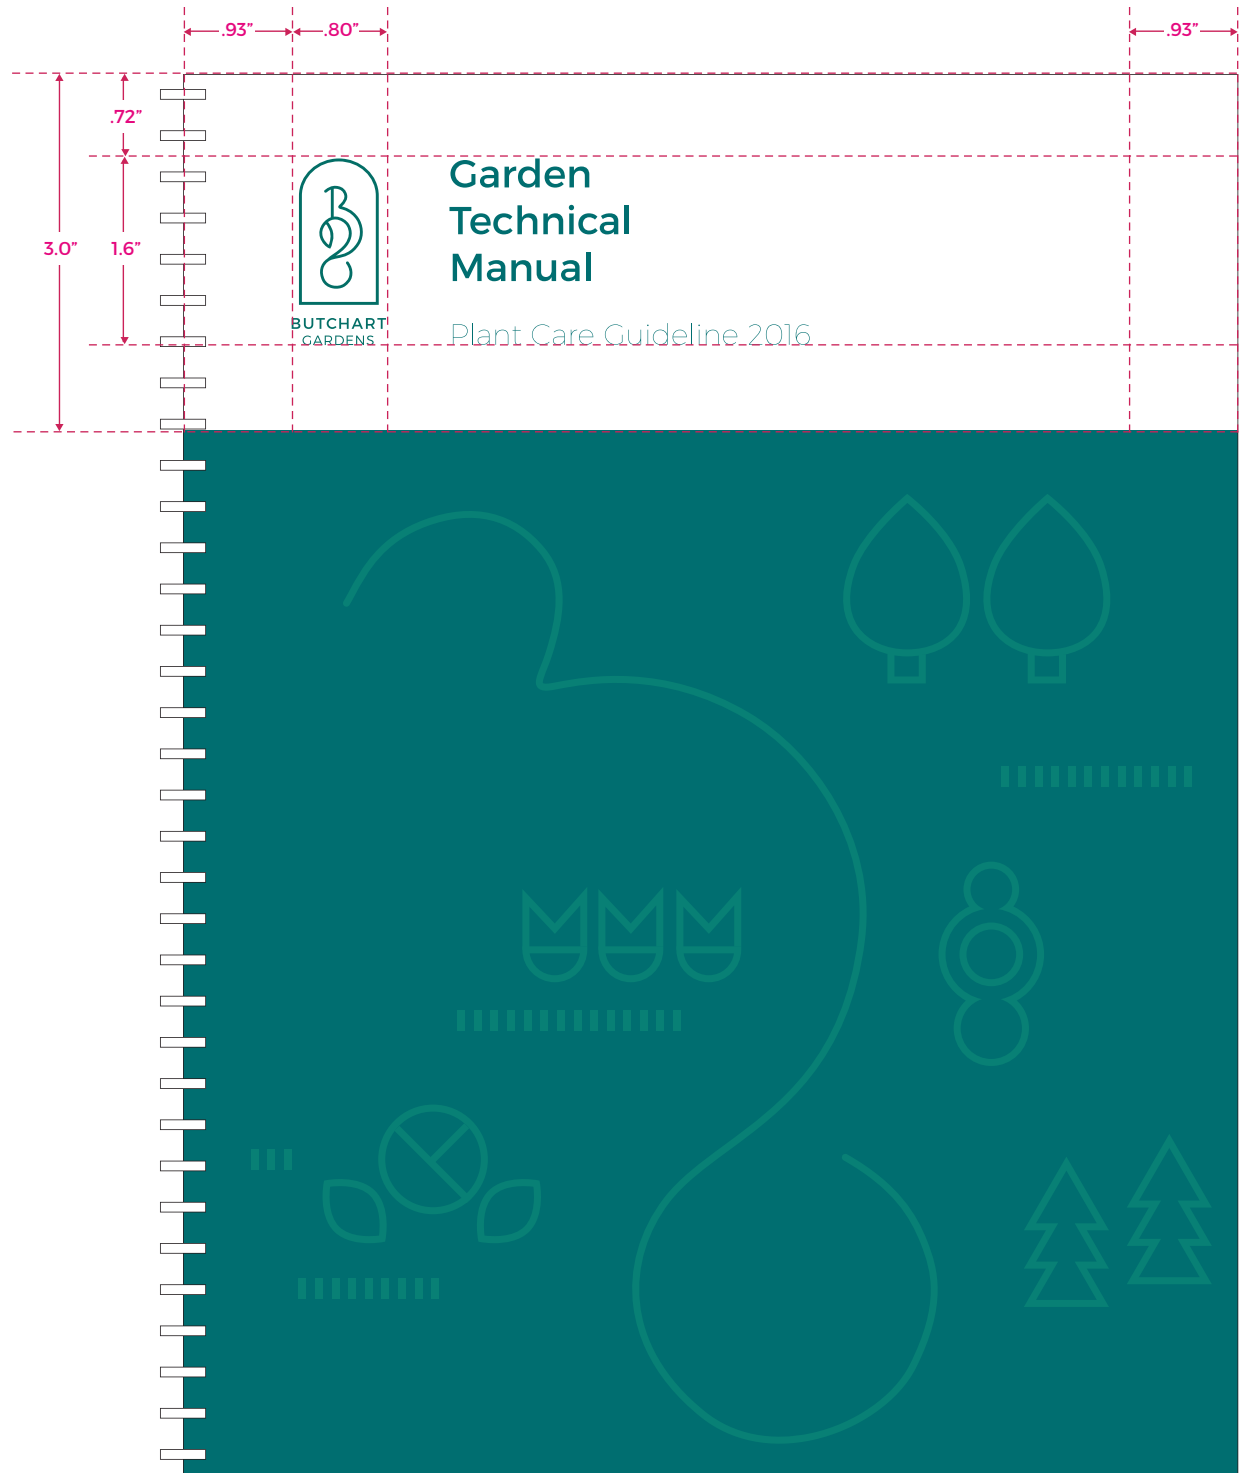 .93” .80” .93”
.72”
3.0” 1.6”
Garden
Technical
Manual
BUTCHART
GARDENS
Plant Care Guideline 2016